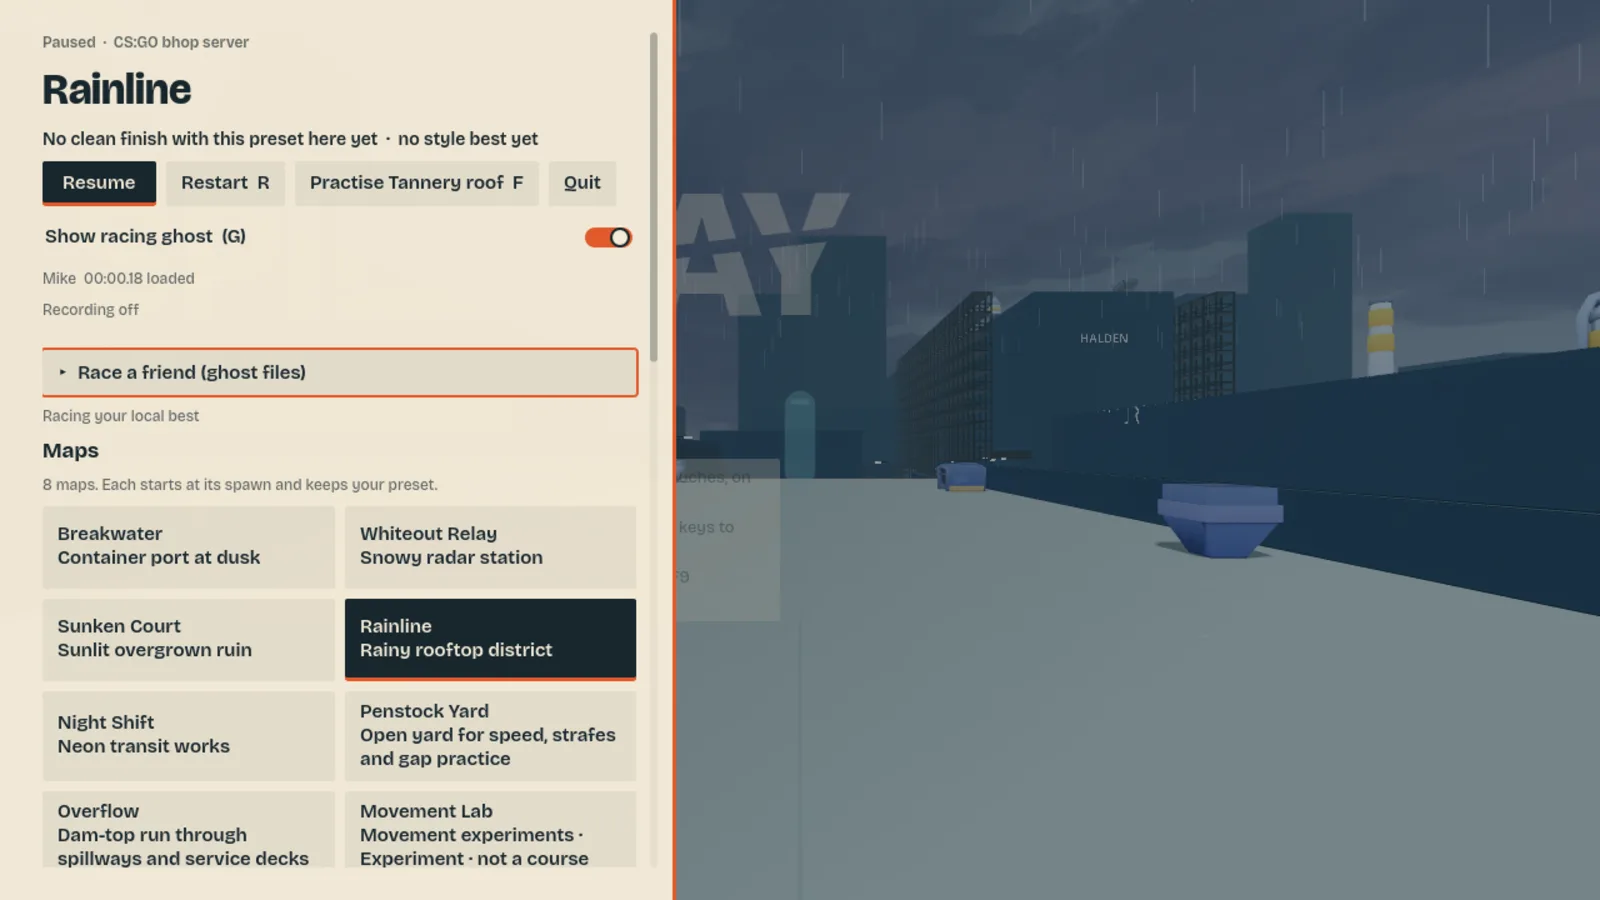 Paused · CS:GO bhop server
Rainline
No clean finish with this preset here yet · no style best yet
Resume
Restart R
Practise Tannery roof F
Quit
Show racing ghost (G)
Mike 00:00.18 loaded
Recording off
▸ Race a friend (ghost files)
Racing your local best
Maps
8 maps. Each starts at its spawn and keeps your preset.
Breakwater
Container port at dusk
Whiteout Relay
Snowy radar station
Sunken Court
Sunlit overgrown ruin
Rainline
Rainy rooftop district
Night Shift
Neon transit works
Penstock Yard
Open yard for speed, strafes
and gap practice
Overflow
Dam-top run through
spillways and service decks
Movement Lab
Movement experiments ·
Experiment · not a course
AY
HALDEN
on
keys to
F9